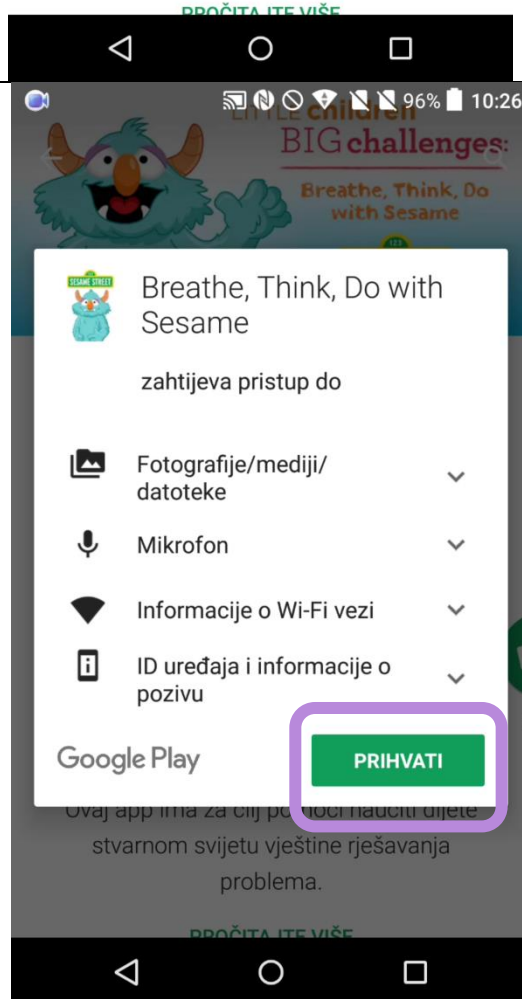 PROČITAJTE VIŠE
96% 10:26
LITTLE children
BIG challenges:
Breathe, Think, Do
with Sesame
123
SESAME STREET
Breathe, Think, Do with
Sesame
zahtijeva pristup do
Fotografije/mediji/
datoteke
Mikrofon
Informacije o Wi-Fi vezi
ID uređaja i informacije o
pozivu
Google Play
PRIHVATI
Ovaj app ima za cilj pomoći naučiti dijete
stvarnom svijetu vještine rješavanja
problema.
PROČITAJTE VIŠE